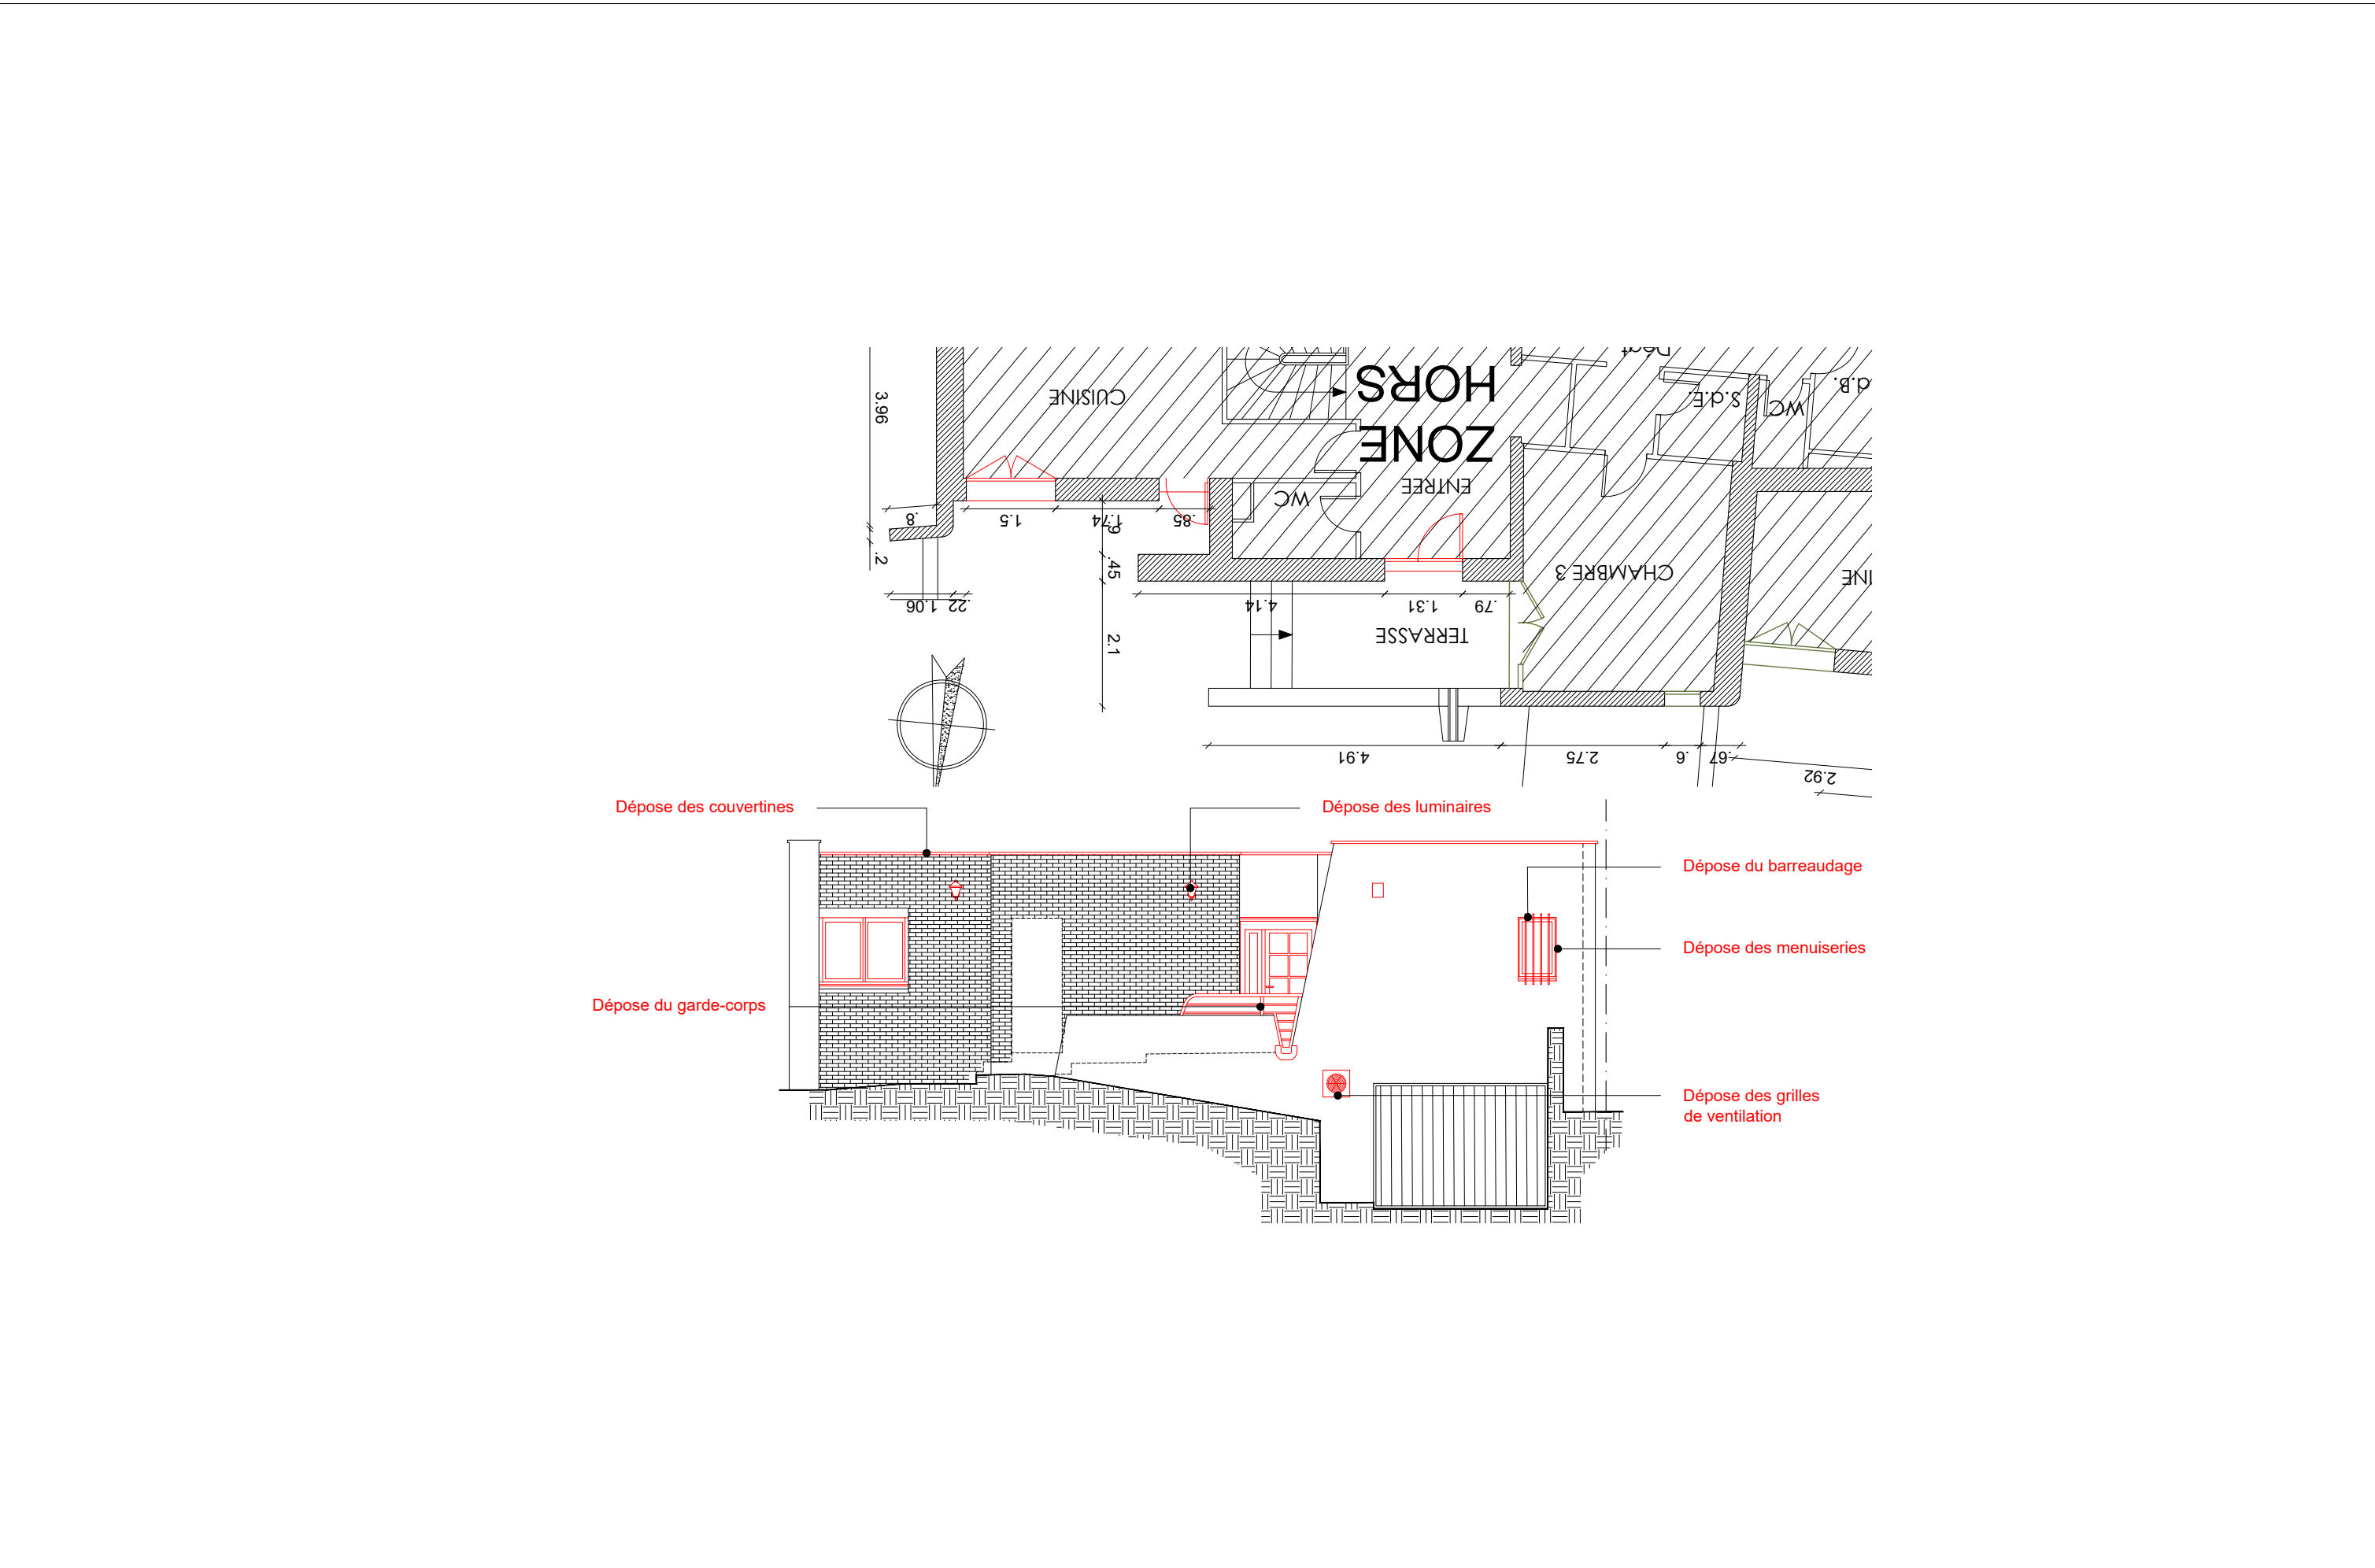 Dégt
3.96
CUISINE
HORS
S.d.E.
WC
d.B.
ZONE
ENTREE
WC
.8
1.5
1.74
.85
.9
.2
.45
CHAMBRE 3
INE
1.06
.22
4.14
1.31
.79
TERRASSE
2.1
4.91
2.75
.6
.67
2.92
Dépose des couvertines
Dépose des luminaires
Dépose du barreaudage
Dépose des menuiseries
Dépose du garde-corps
Dépose des grilles
de ventilation